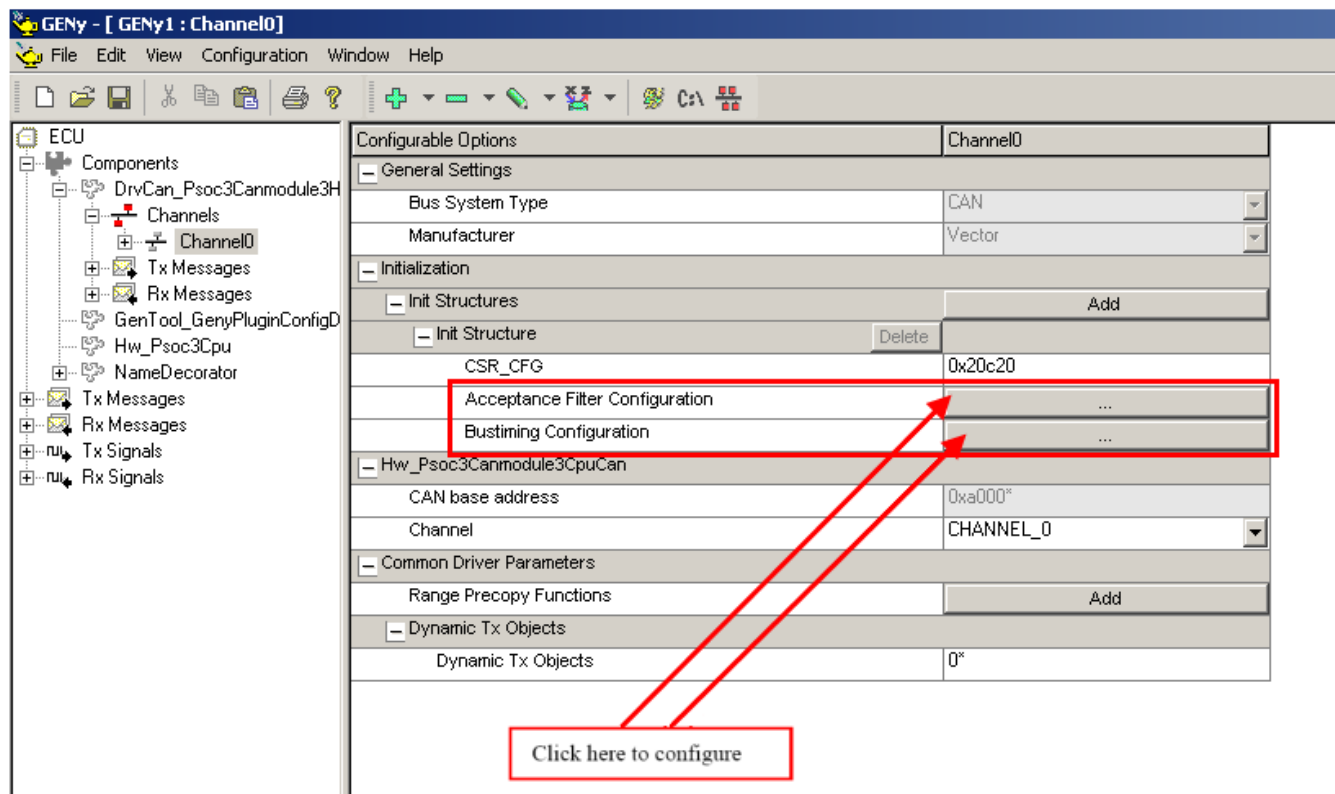 GENy - [ GENy1 : Channel0]
File Edit View Configuration Window Help
C:\
ECU
Components
DrvCan_Psoc3Canmodule3H
Channels
Channel0
Tx Messages
Rx Messages
GenTool_GenyPluginConfigD
Hw_Psoc3Cpu
NameDecorator
Tx Messages
Rx Messages
Tx Signals
Rx Signals
Configurable Options Channel0
General Settings
Bus System Type CAN
Manufacturer Vector
Initialization
Init Structures Add
Init Structure Delete
CSR_CFG 0x20c20
Acceptance Filter Configuration ...
Bustiming Configuration ...
Hw_Psoc3Canmodule3CpuCan
CAN base address 0xa000*
Channel CHANNEL_0
Common Driver Parameters
Range Precopy Functions Add
Dynamic Tx Objects
Dynamic Tx Objects 0*
Click here to configure